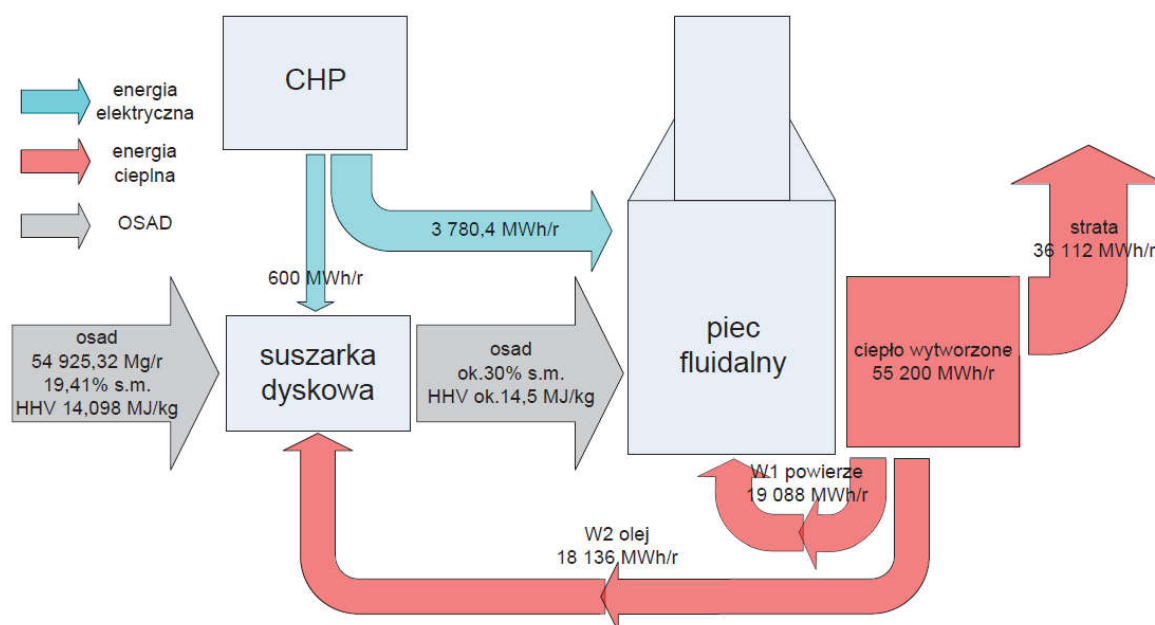 energia
elektryczna
energia
cieplna
OSAD
CHP
3 780,4 MWh/r
600 MWh/r
osad
54 925,32 Mg/r
19,41% s.m.
HHV 14,098 MJ/kg
suszarka
dyskowa
osad
ok.30% s.m.
HHV ok.14,5 MJ/kg
piec
fluidalny
ciepło wytworzone
55 200 MWh/r
strata
36 112 MWh/r
W1 powierze
19 088 MWh/r
W2 olej
18 136 MWh/r